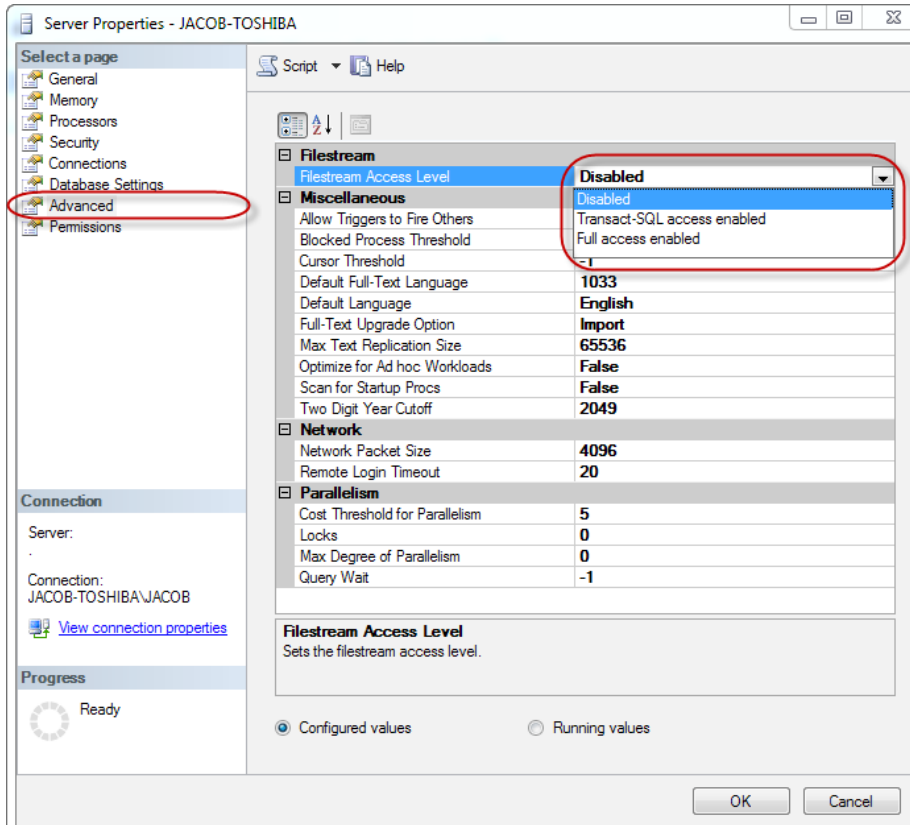 Server Properties - JACOB-TOSHIBA
Select a page
General
Memory
Processors
Security
Connections
Database Settings
Advanced
Permissions
Script Help
Filestream
Filestream Access Level Disabled
Disabled
Transact-SQL access enabled
Full access enabled
Miscellaneous
Allow Triggers to Fire Others
Blocked Process Threshold
Cursor Threshold -1
Default Full-Text Language 1033
Default Language English
Full-Text Upgrade Option Import
Max Text Replication Size 65536
Optimize for Ad hoc Workloads False
Scan for Startup Procs False
Two Digit Year Cutoff 2049
Network
Network Packet Size 4096
Remote Login Timeout 20
Parallelism
Cost Threshold for Parallelism 5
Locks 0
Max Degree of Parallelism 0
Query Wait -1
Connection
Server:
.
Connection:
JACOB-TOSHIBA\JACOB
View connection properties
Progress
Ready
Filestream Access Level
Sets the filestream access level.
Configured values Running values
OK Cancel